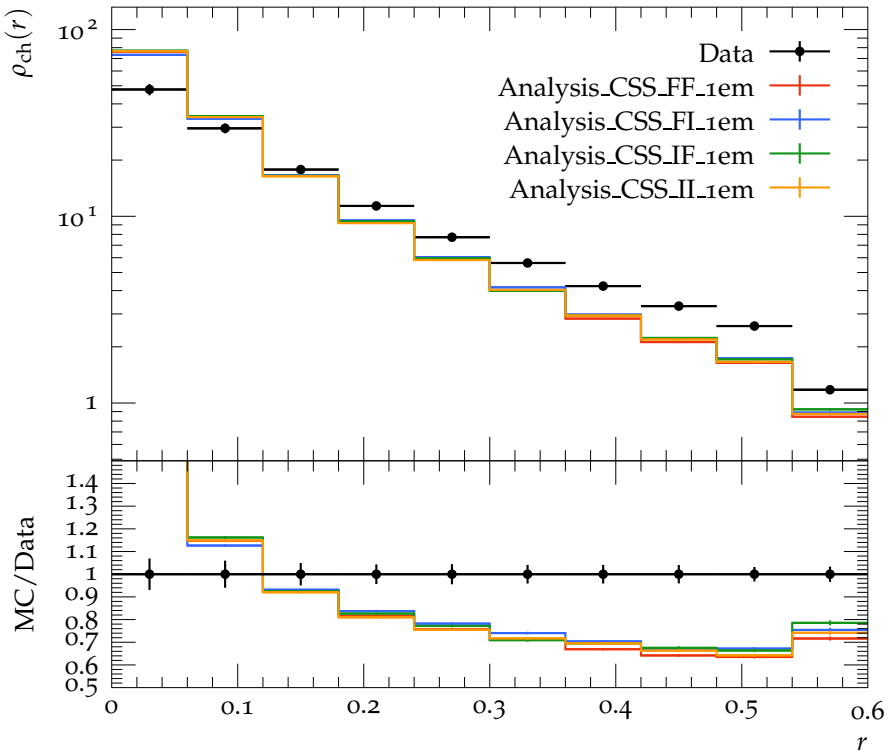 ρch(r)
10²
10¹
1
Data
Analysis_CSS_FF_1em
Analysis_CSS_FI_1em
Analysis_CSS_IF_1em
Analysis_CSS_II_1em
MC/Data
1.4
1.3
1.2
1.1
1
0.9
0.8
0.7
0.6
0.5
0 0.1 0.2 0.3 0.4 0.5 0.6
r